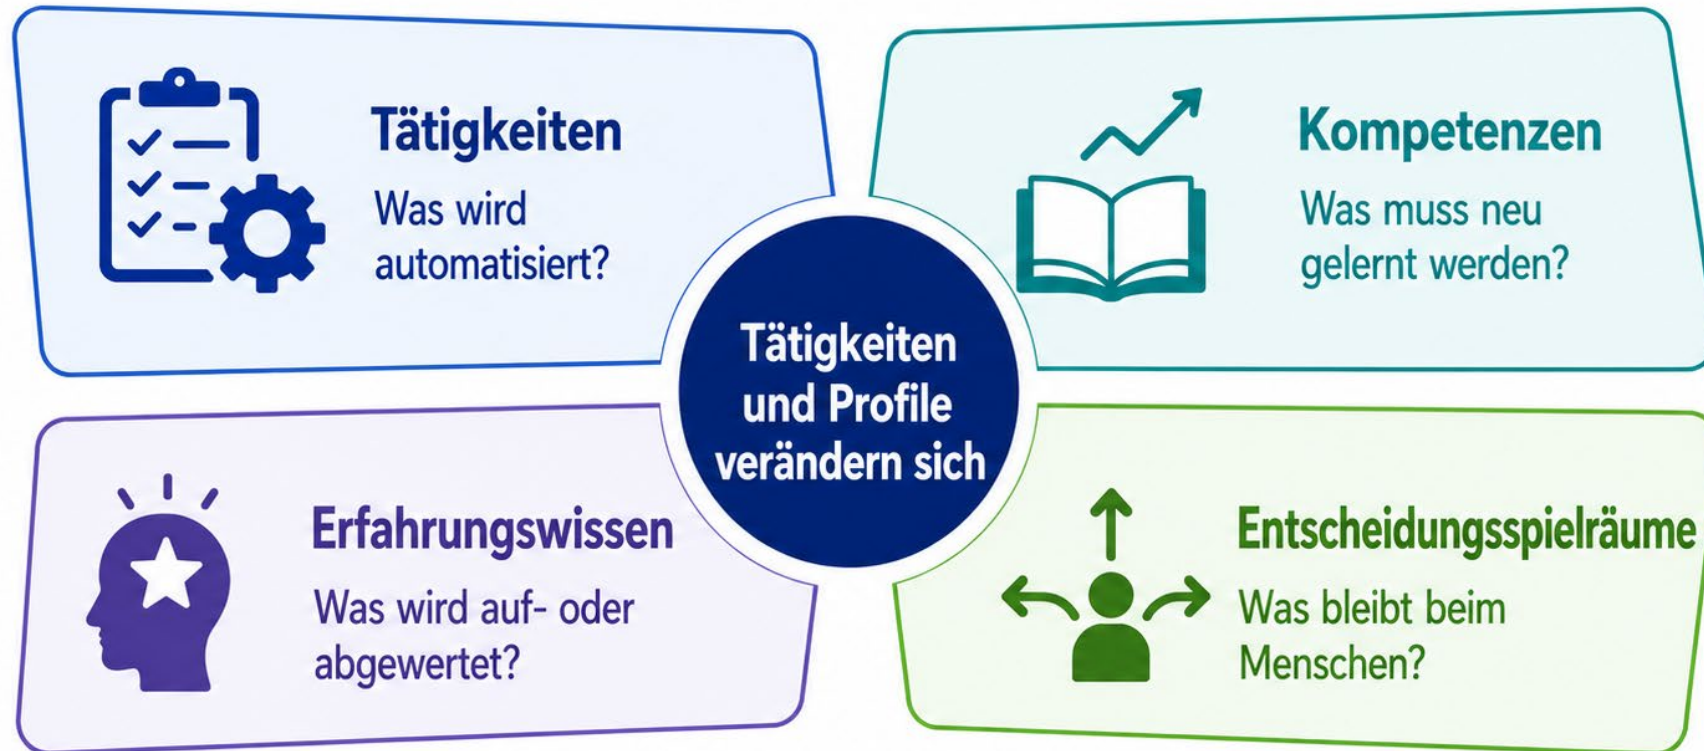 Tätigkeiten
Was wird
automatisiert?
Kompetenzen
Was muss neu
gelernt werden?
Tätigkeiten
und Profile
verändern sich
Erfahrungswissen
Was wird auf- oder
abgewertet?
Entscheidungsspielräume
Was bleibt beim
Menschen?